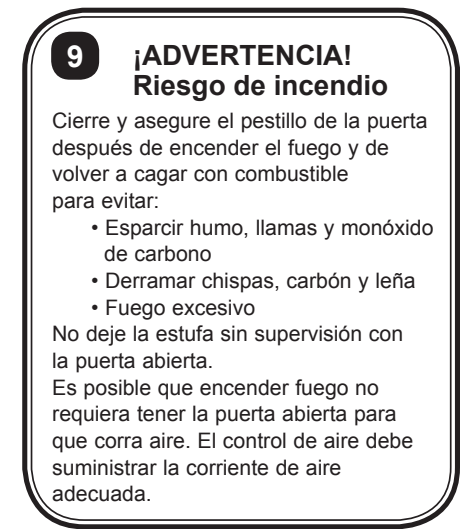 9 ¡ADVERTENCIA!
Riesgo de incendio
Cierre y asegure el pestillo de la puerta
después de encender el fuego y de
volver a cagar con combustible
para evitar:
• Esparcir humo, llamas y monóxido
de carbono
• Derramar chispas, carbón y leña
• Fuego excesivo
No deje la estufa sin supervisión con
la puerta abierta.
Es posible que encender fuego no
requiera tener la puerta abierta para
que corra aire. El control de aire debe
suministrar la corriente de aire
adecuada.